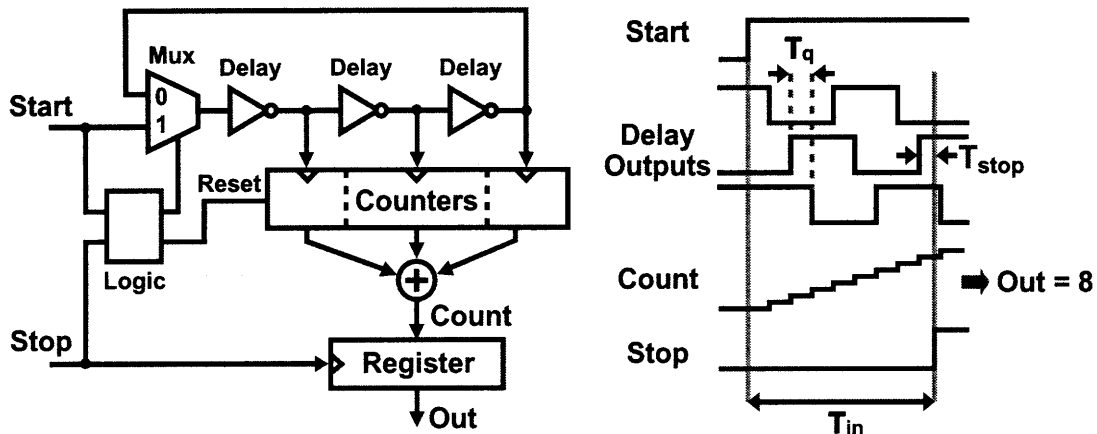 Mux
Delay
Delay
Delay
0
1
Start
Reset
Counters
Logic
+
Count
Stop
Register
Out
Start
Tq
Delay
Outputs
Tstop
Count
Out = 8
Stop
Tin